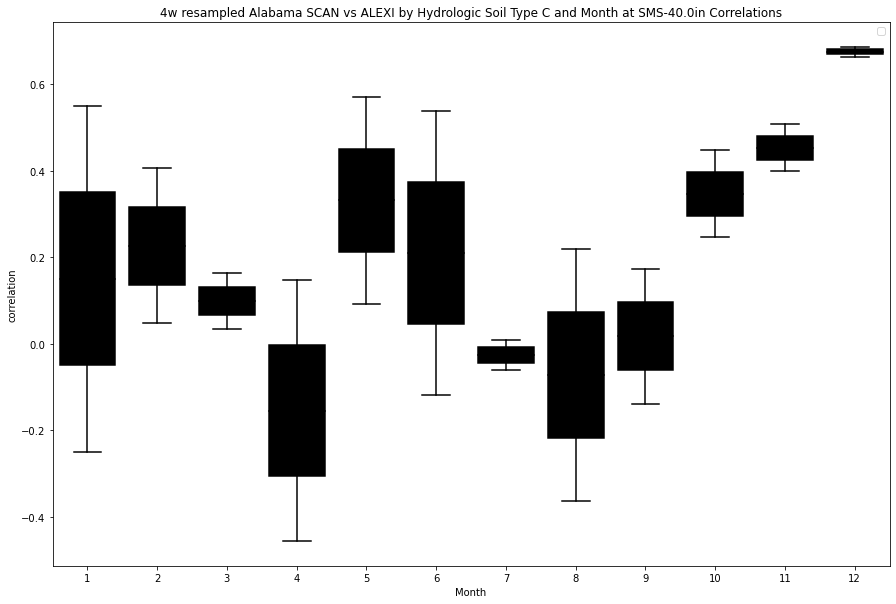 4w resampled Alabama SCAN vs ALEXI by Hydrologic Soil Type C and Month at SMS-40.0in Correlations
0.6
0.4
0.2
0.0
−0.2
−0.4
correlation
1 2 3 4 5 6 7 8 9 10 11 12
Month